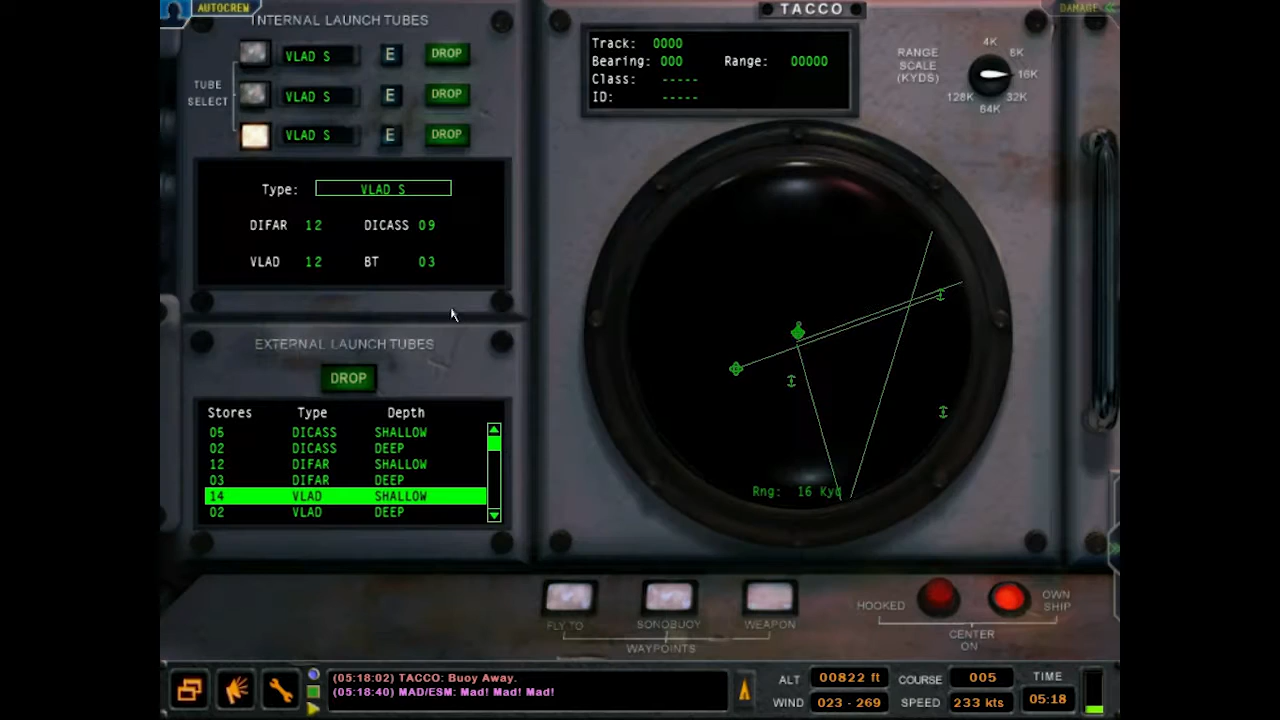 AUTOCREW
INTERNAL LAUNCH TUBES
TUBE
SELECT
VLAD S E DROP
VLAD S E DROP
VLAD S E DROP
Type: VLAD S
DIFAR 12 DICASS 09
VLAD 12 BT 03
EXTERNAL LAUNCH TUBES
DROP
Stores Type Depth
05 DICASS SHALLOW
02 DICASS DEEP
12 DIFAR SHALLOW
03 DIFAR DEEP
14 VLAD SHALLOW
02 VLAD DEEP
TACCO
DAMAGE
Track: 0000
Bearing: 000 Range: 00000
Class: -----
ID: -----
RANGE
SCALE
(KYDS)
4K
8K
16K
32K
64K
128K
Rng: 16 Kyd
FLY TO
SONOBUOY
WEAPON
WAYPOINTS
HOOKED
OWN
SHIP
CENTER
ON
(05:18:02) TACCO: Buoy Away.
(05:18:40) MAD/ESM: Mad! Mad! Mad!
ALT 00822 ft COURSE 005
WIND 023 - 269 SPEED 233 kts
TIME
05:18